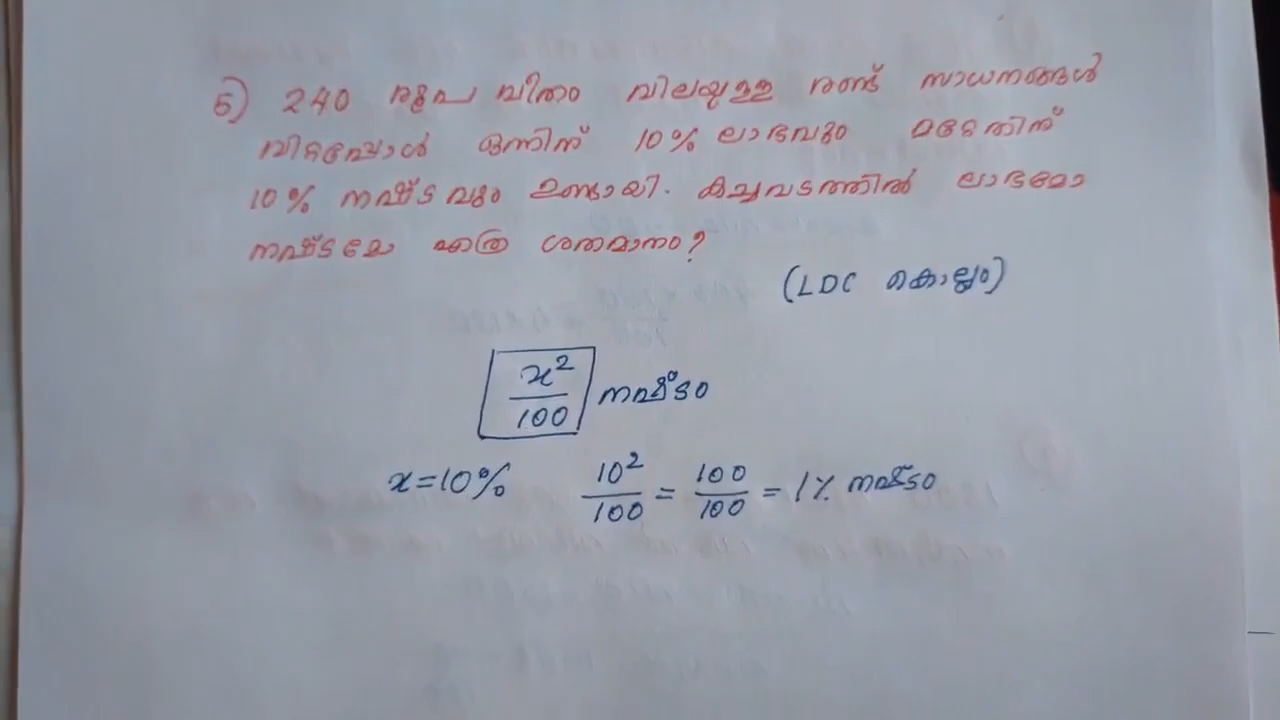 5) 240 രൂപ വീതം വിലയുള്ള രണ്ട് സാധനങ്ങൾ
വിറ്റപ്പോൾ ഒന്നിന് 10% ലാഭവും മറ്റേതിന്
10% നഷ്ടവും ഉണ്ടായി. കച്ചവടത്തിൽ ലാഭമോ
നഷ്ടമോ എത്ര ശതമാനം?
(LDC കൊല്ലം)
x²/100 നഷ്ടം
x=10% 10²/100 = 100/100 = 1% നഷ്ടം